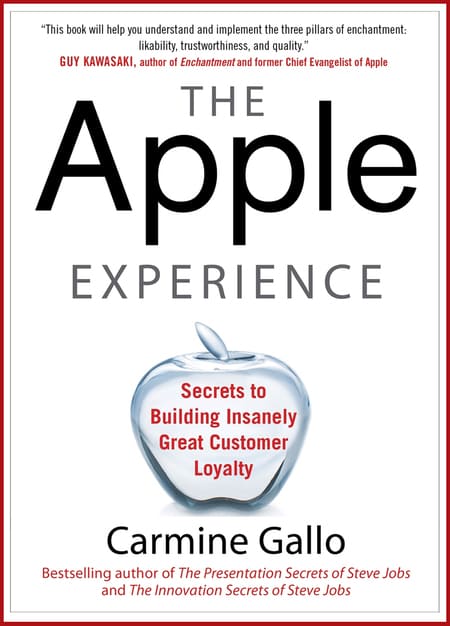 “This book will help you understand and implement the three pillars of enchantment:
likability, trustworthiness, and quality.”
GUY KAWASAKI, author of Enchantment and former Chief Evangelist of Apple
THE
Apple
EXPERIENCE
Secrets to
Building Insanely
Great Customer
Loyalty
Carmine Gallo
Bestselling author of The Presentation Secrets of Steve Jobs
and The Innovation Secrets of Steve Jobs